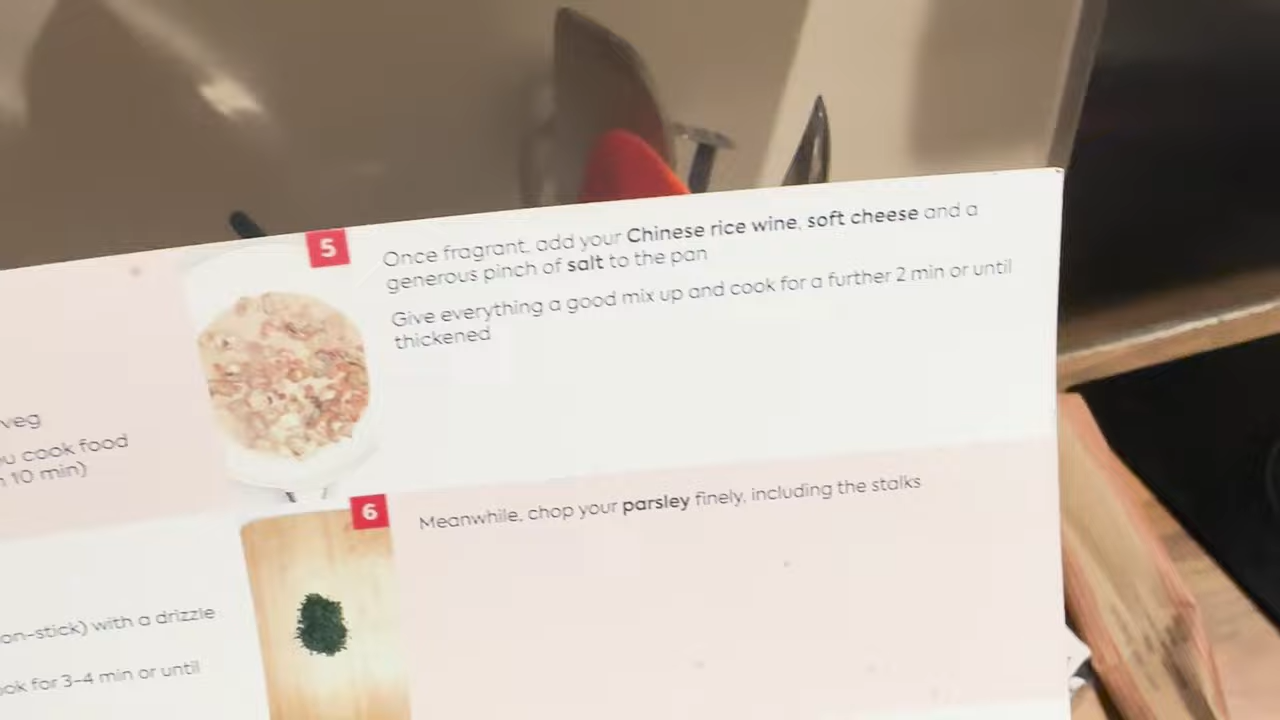 veg
cook food
10 min)
on-stick) with a drizzle
for 3-4 min or until
5
Once fragrant, add your Chinese rice wine, soft cheese and a
generous pinch of salt to the pan
Give everything a good mix up and cook for a further 2 min or until
thickened
6
Meanwhile, chop your parsley finely, including the stalks